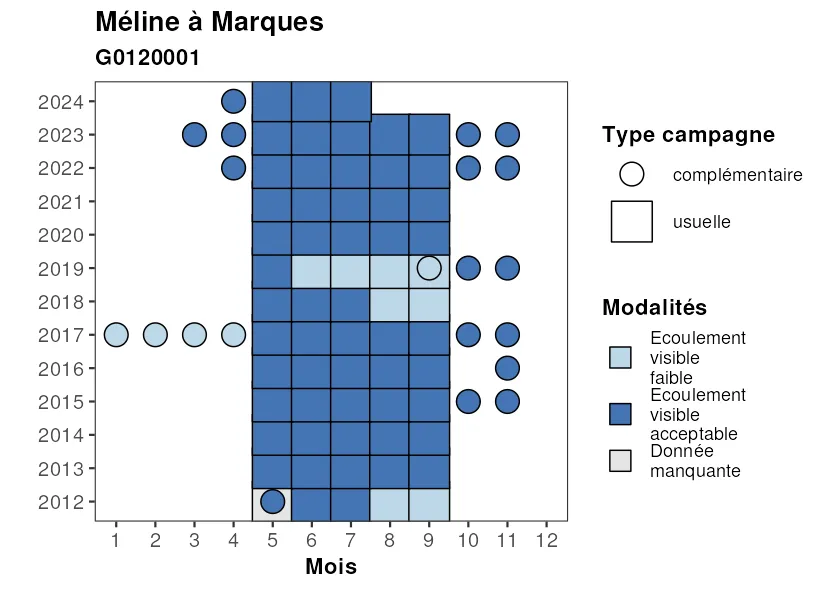 Méline à Marques
G0120001
2024
2023
2022
2021
2020
2019
2018
2017
2016
2015
2014
2013
2012
1 2 3 4 5 6 7 8 9 10 11 12
Mois
Type campagne
complémentaire
usuelle
Modalités
Ecoulement
visible
faible
Ecoulement
visible
acceptable
Donnée
manquante